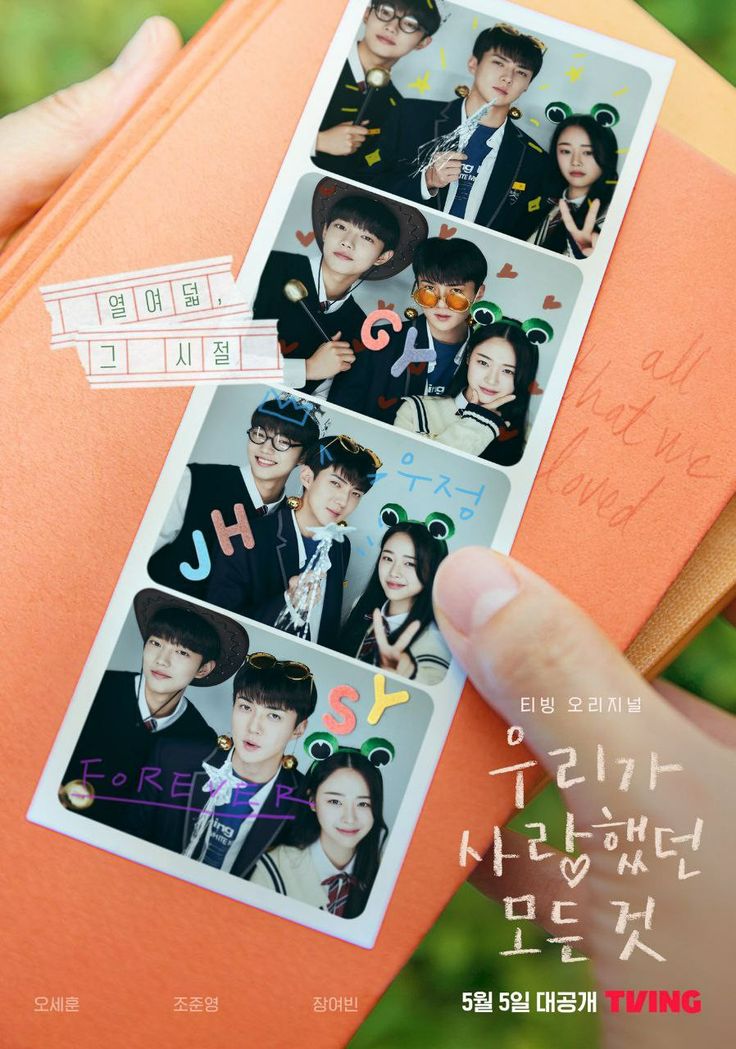 열여덟,
그 시절
GY
all
that we
loved
우정
JH
SY
FOREVER
티빙 오리지널
우리가
사랑했던
모든 것
오세훈 조준영 장여빈
5월 5일 대공개 TVING